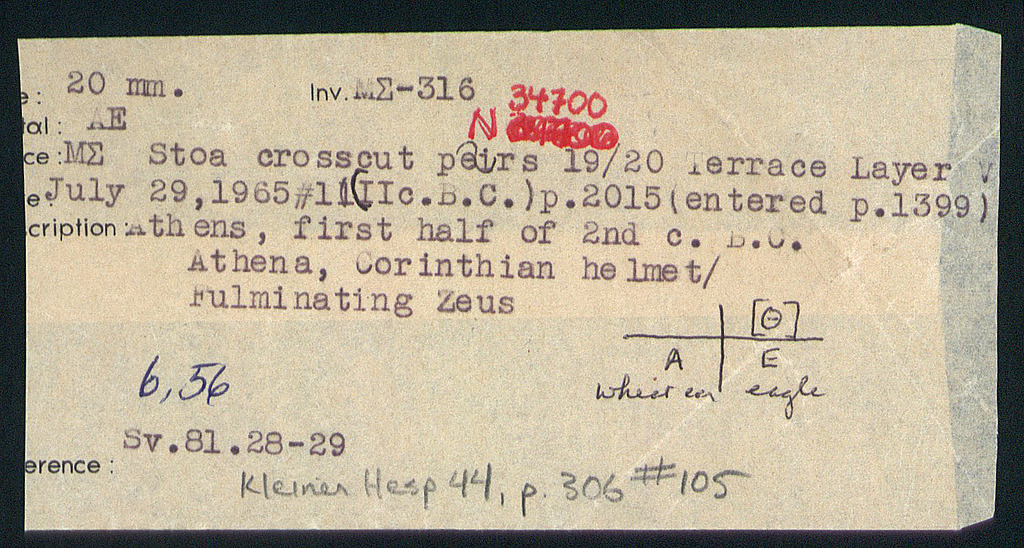 : 20 mm. Inv. ΜΣ-316 34700
al: AE N
ce: ΜΣ Stoa crosscut peirs 19/20 Terrace Layer V
e: July 29,1965#11(IIc.B.C.)p.2015(entered p.1399)
cription: Athens, first half of 2nd c. B.C.
Athena, Corinthian helmet/
Fulminating Zeus
[Θ]
A E
wheat ear eagle
6,56
Sv.81.28-29
erence:
Kleiner Hesp 44, p. 306 #105